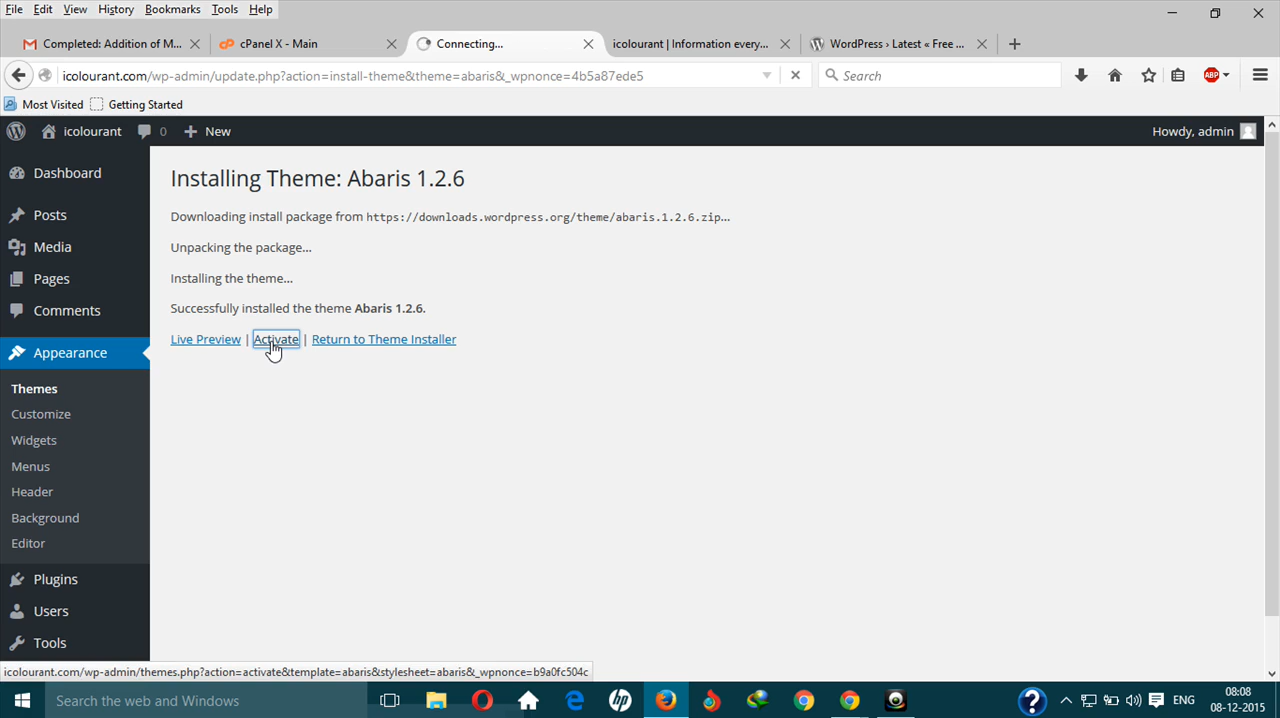 File Edit View History Bookmarks Tools Help
Completed: Addition of M...
cPanel X - Main
Connecting...
icolourant | Information every...
WordPress › Latest « Free ...
icolourant.com/wp-admin/update.php?action=install-theme&theme=abaris&_wpnonce=4b5a87ede5
Search
ABP
Most Visited
Getting Started
icolourant
0
New
Howdy, admin
Dashboard
Posts
Media
Pages
Comments
Appearance
Themes
Customize
Widgets
Menus
Header
Background
Editor
Plugins
Users
Tools
Installing Theme: Abaris 1.2.6
Downloading install package from https://downloads.wordpress.org/theme/abaris.1.2.6.zip…
Unpacking the package…
Installing the theme…
Successfully installed the theme Abaris 1.2.6.
Live Preview | Activate | Return to Theme Installer
icolourant.com/wp-admin/themes.php?action=activate&template=abaris&stylesheet=abaris&_wpnonce=b9a0fc504c
Search the web and Windows
hp
ENG
08:08
08-12-2015